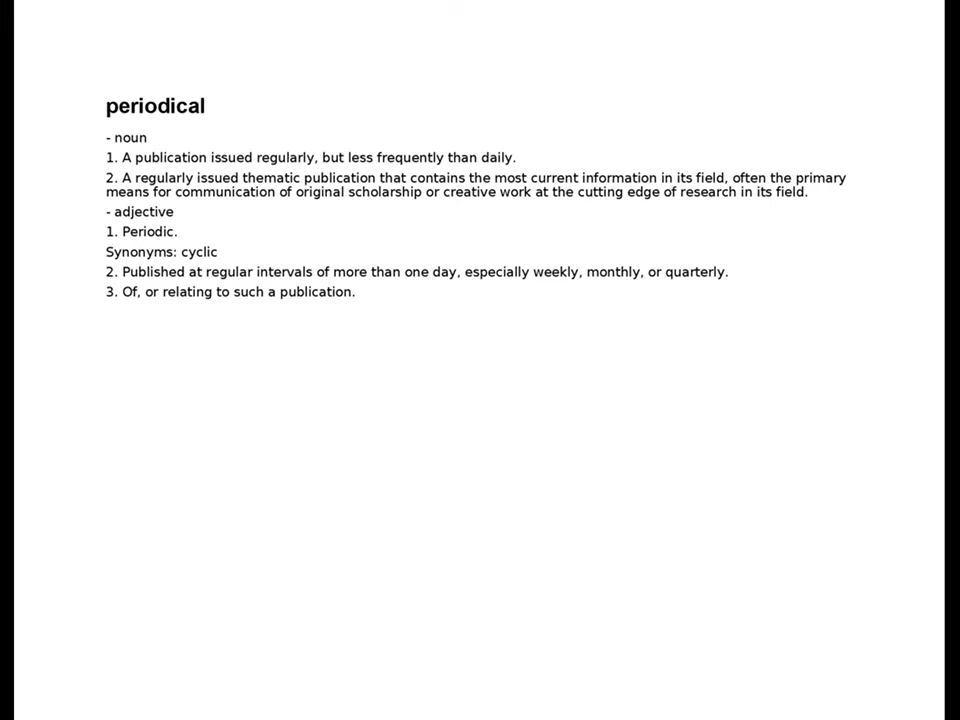 periodical
- noun
1. A publication issued regularly, but less frequently than daily.
2. A regularly issued thematic publication that contains the most current information in its field, often the primary
means for communication of original scholarship or creative work at the cutting edge of research in its field.
- adjective
1. Periodic.
Synonyms: cyclic
2. Published at regular intervals of more than one day, especially weekly, monthly, or quarterly.
3. Of, or relating to such a publication.